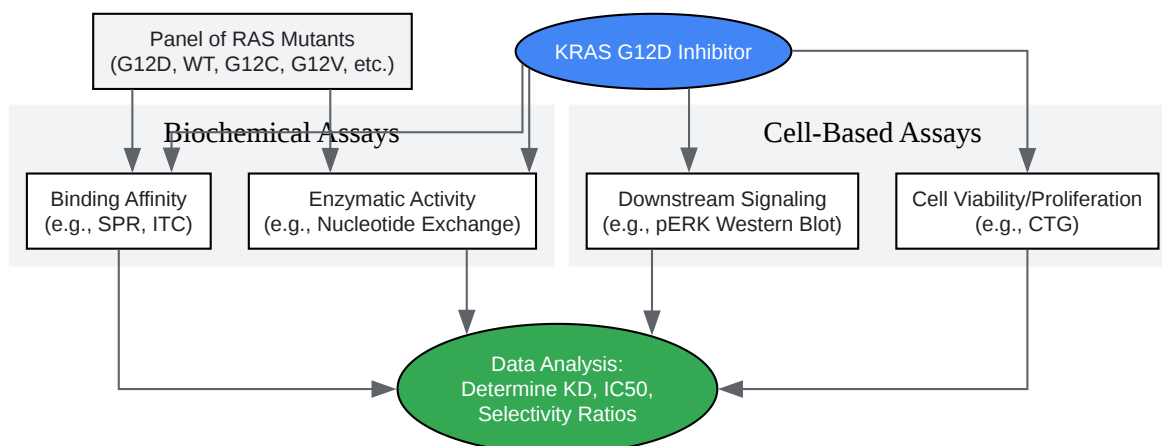 Panel of RAS Mutants
(G12D, WT, G12C, G12V, etc.)
KRAS G12D Inhibitor
Biochemical Assays
Cell-Based Assays
Binding Affinity
(e.g., SPR, ITC)
Enzymatic Activity
(e.g., Nucleotide Exchange)
Downstream Signaling
(e.g., pERK Western Blot)
Cell Viability/Proliferation
(e.g., CTG)
Data Analysis:
Determine KD, IC50,
Selectivity Ratios